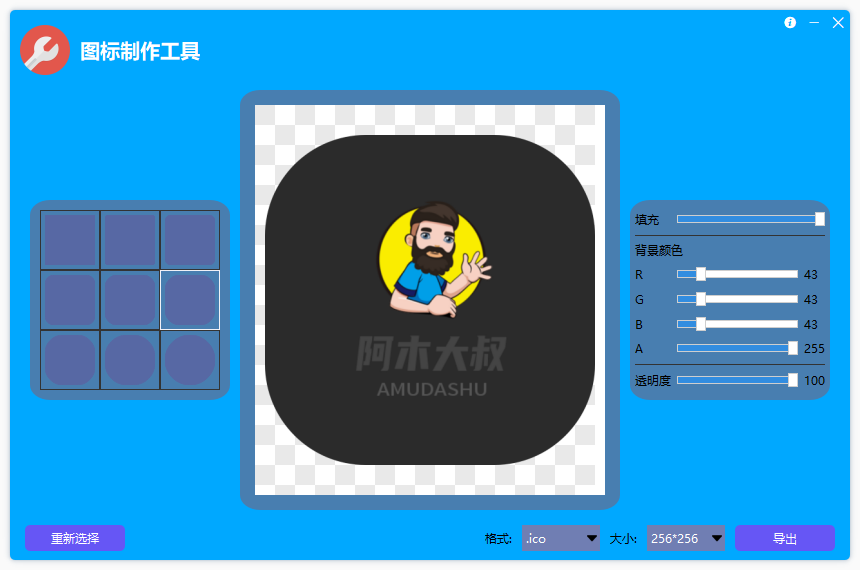 图标制作工具
阿木大叔
AMUDASHU
填充
背景颜色
R 43
G 43
B 43
A 255
透明度 100
重新选择
格式: .ico 大小: 256*256 导出